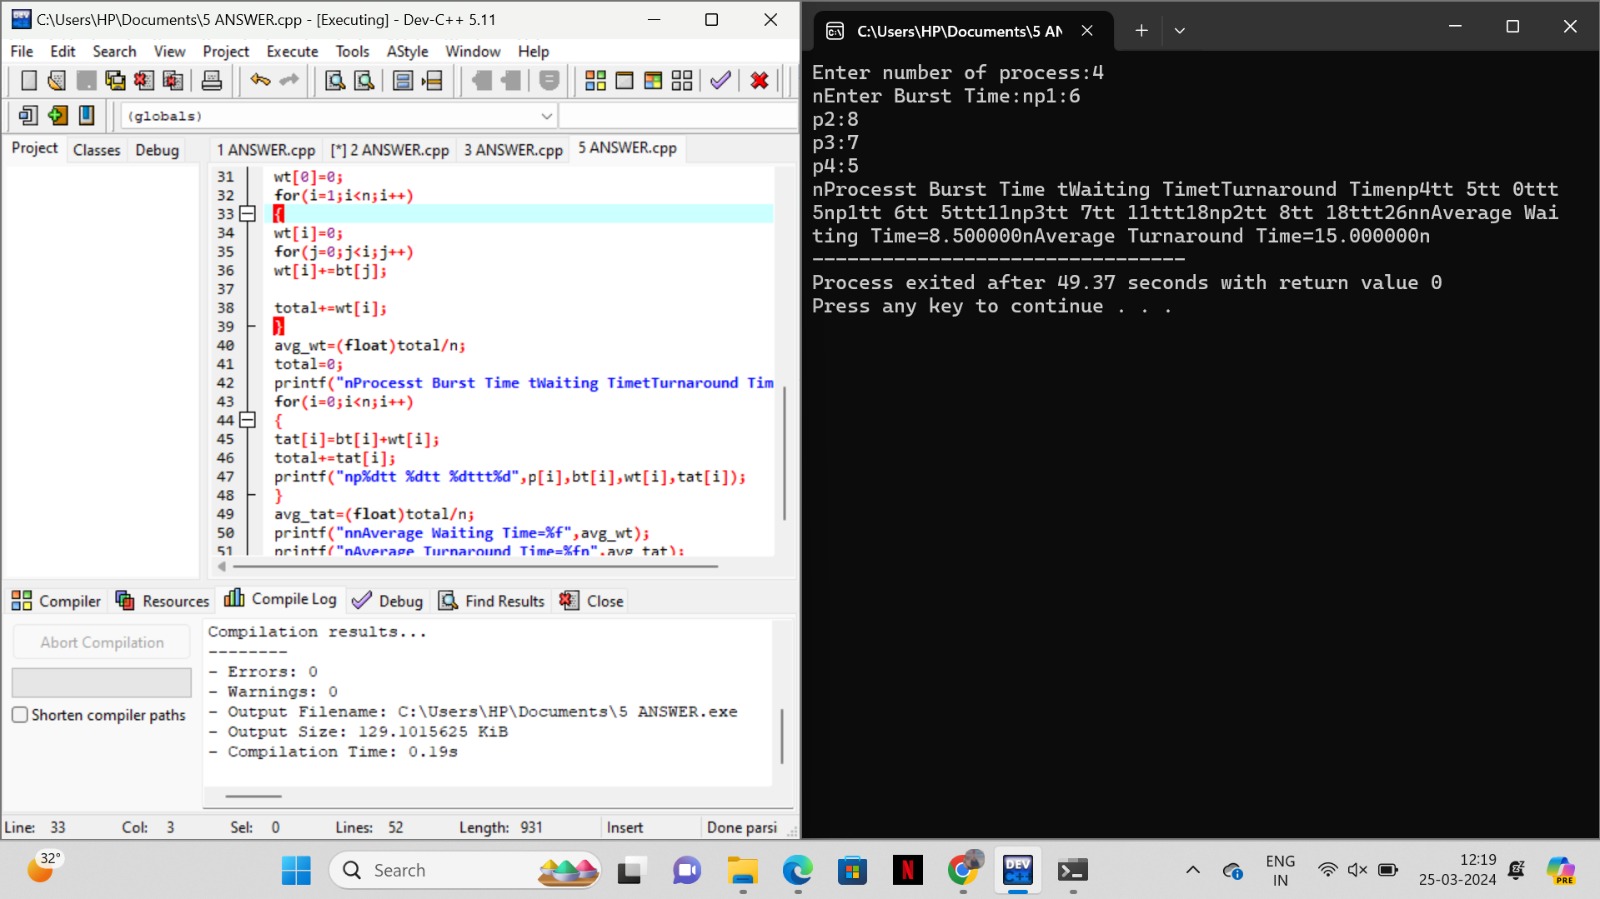 C:\Users\HP\Documents\5 ANSWER.cpp - [Executing] - Dev-C++ 5.11
File Edit Search View Project Execute Tools AStyle Window Help
(globals)
Project Classes Debug
1 ANSWER.cpp [*] 2 ANSWER.cpp 3 ANSWER.cpp 5 ANSWER.cpp
31 wt[0]=0;
32 for(i=1;i<n;i++)
33 {
34 wt[i]=0;
35 for(j=0;j<i;j++)
36 wt[i]+=bt[j];
37
38 total+=wt[i];
39 }
40 avg_wt=(float)total/n;
41 total=0;
42 printf("nProcesst Burst Time tWaiting TimetTurnaround Tim
43 for(i=0;i<n;i++)
44 {
45 tat[i]=bt[i]+wt[i];
46 total+=tat[i];
47 printf("np%dtt %dtt %dttt%d",p[i],bt[i],wt[i],tat[i]);
48 }
49 avg_tat=(float)total/n;
50 printf("nnAverage Waiting Time=%f",avg_wt);
51 printf("nAverage Turnaround Time=%fn",avg_tat);
Compiler Resources Compile Log Debug Find Results Close
Abort Compilation
Shorten compiler paths
Compilation results...
--------
- Errors: 0
- Warnings: 0
- Output Filename: C:\Users\HP\Documents\5 ANSWER.exe
- Output Size: 129.1015625 KiB
- Compilation Time: 0.19s
Line: 33 Col: 3 Sel: 0 Lines: 52 Length: 931 Insert Done parsi
C:\Users\HP\Documents\5 AN
Enter number of process:4
nEnter Burst Time:np1:6
p2:8
p3:7
p4:5
nProcesst Burst Time tWaiting TimetTurnaround Timenp4tt 5tt 0ttt
5np1tt 6tt 5ttt11np3tt 7tt 11ttt18np2tt 8tt 18ttt26nnAverage Wai
ting Time=8.500000nAverage Turnaround Time=15.000000n
--------------------------------
Process exited after 49.37 seconds with return value 0
Press any key to continue . . .
32°
Search
DEV C++
N
ENG
IN
12:19
25-03-2024
PRE